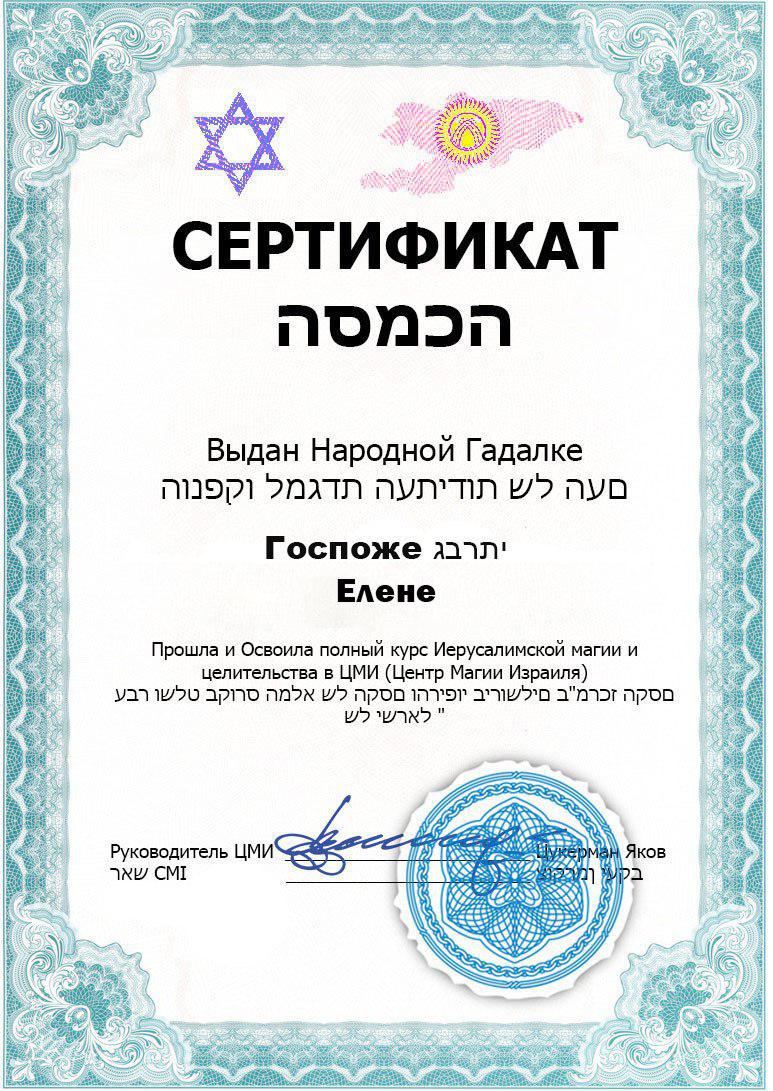 СЕРТИФИКАТ
הכמסה
Выдан Народной Гадалке
םעה לש תודיתעה תדגמל וקפנוה
Госпоже יתרבג
Елене
Прошла и Освоила полный курс Иерусалимской магии и
целительства в ЦМИ (Центр Магии Израиля)
םסקה זכרמ"ב םילשוריב יופירהו םסקה לש אלמה סרוקב טלשו רבע
" לארשי לש
Руководитель ЦМИ Цукерман Яков
שאר CMI בקעי ןמרקוצ